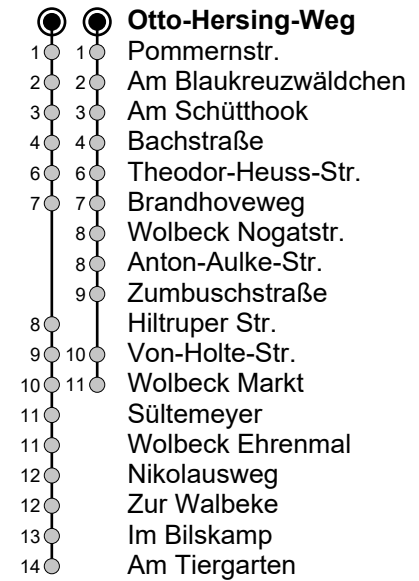 Otto-Hersing-Weg
1 1 Pommernstr.
2 2 Am Blaukreuzwäldchen
3 3 Am Schütthook
4 4 Bachstraße
6 6 Theodor-Heuss-Str.
7 7 Brandhoveweg
8 Wolbeck Nogatstr.
8 Anton-Aulke-Str.
9 Zumbuschstraße
8 Hiltruper Str.
9 10 Von-Holte-Str.
10 11 Wolbeck Markt
11 Sültemeyer
11 Wolbeck Ehrenmal
12 Nikolausweg
12 Zur Walbeke
13 Im Bilskamp
14 Am Tiergarten